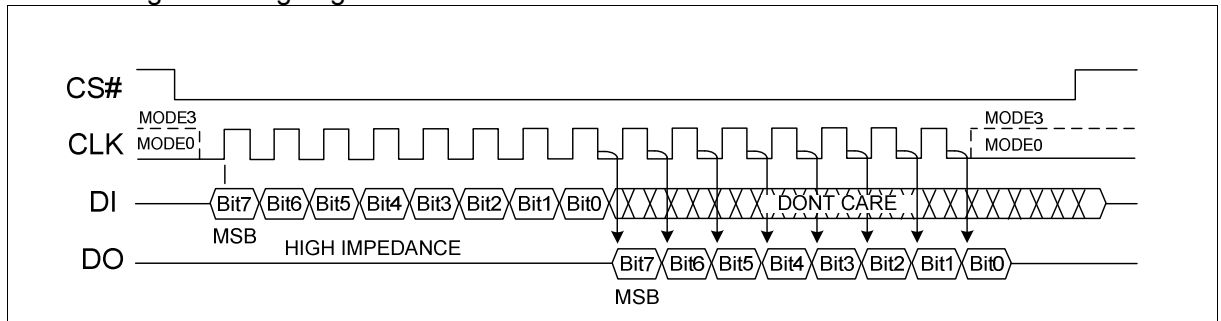 CS#
MODE3 MODE3
CLK MODE0 MODE0
DI Bit7 Bit6 Bit5 Bit4 Bit3 Bit2 Bit1 Bit0 DONT CARE
MSB
HIGH IMPEDANCE
DO Bit7 Bit6 Bit5 Bit4 Bit3 Bit2 Bit1 Bit0
MSB